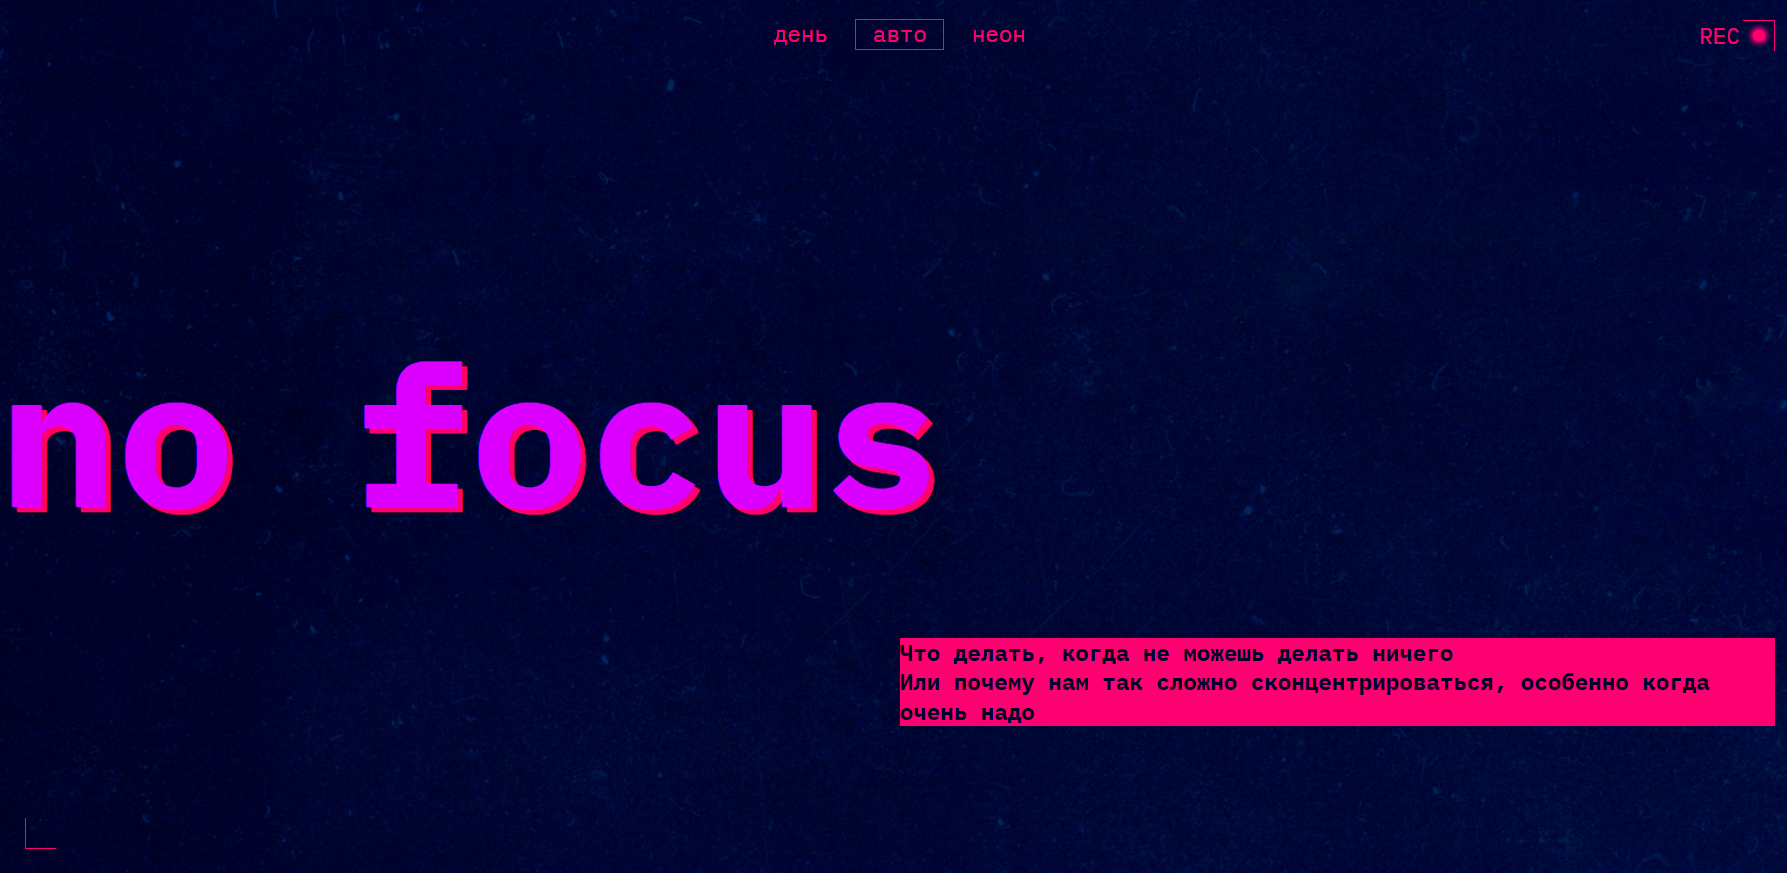 день авто неон
REC
no focus
Что делать, когда не можешь делать ничего
Или почему нам так сложно сконцентрироваться, особенно когда
очень надо